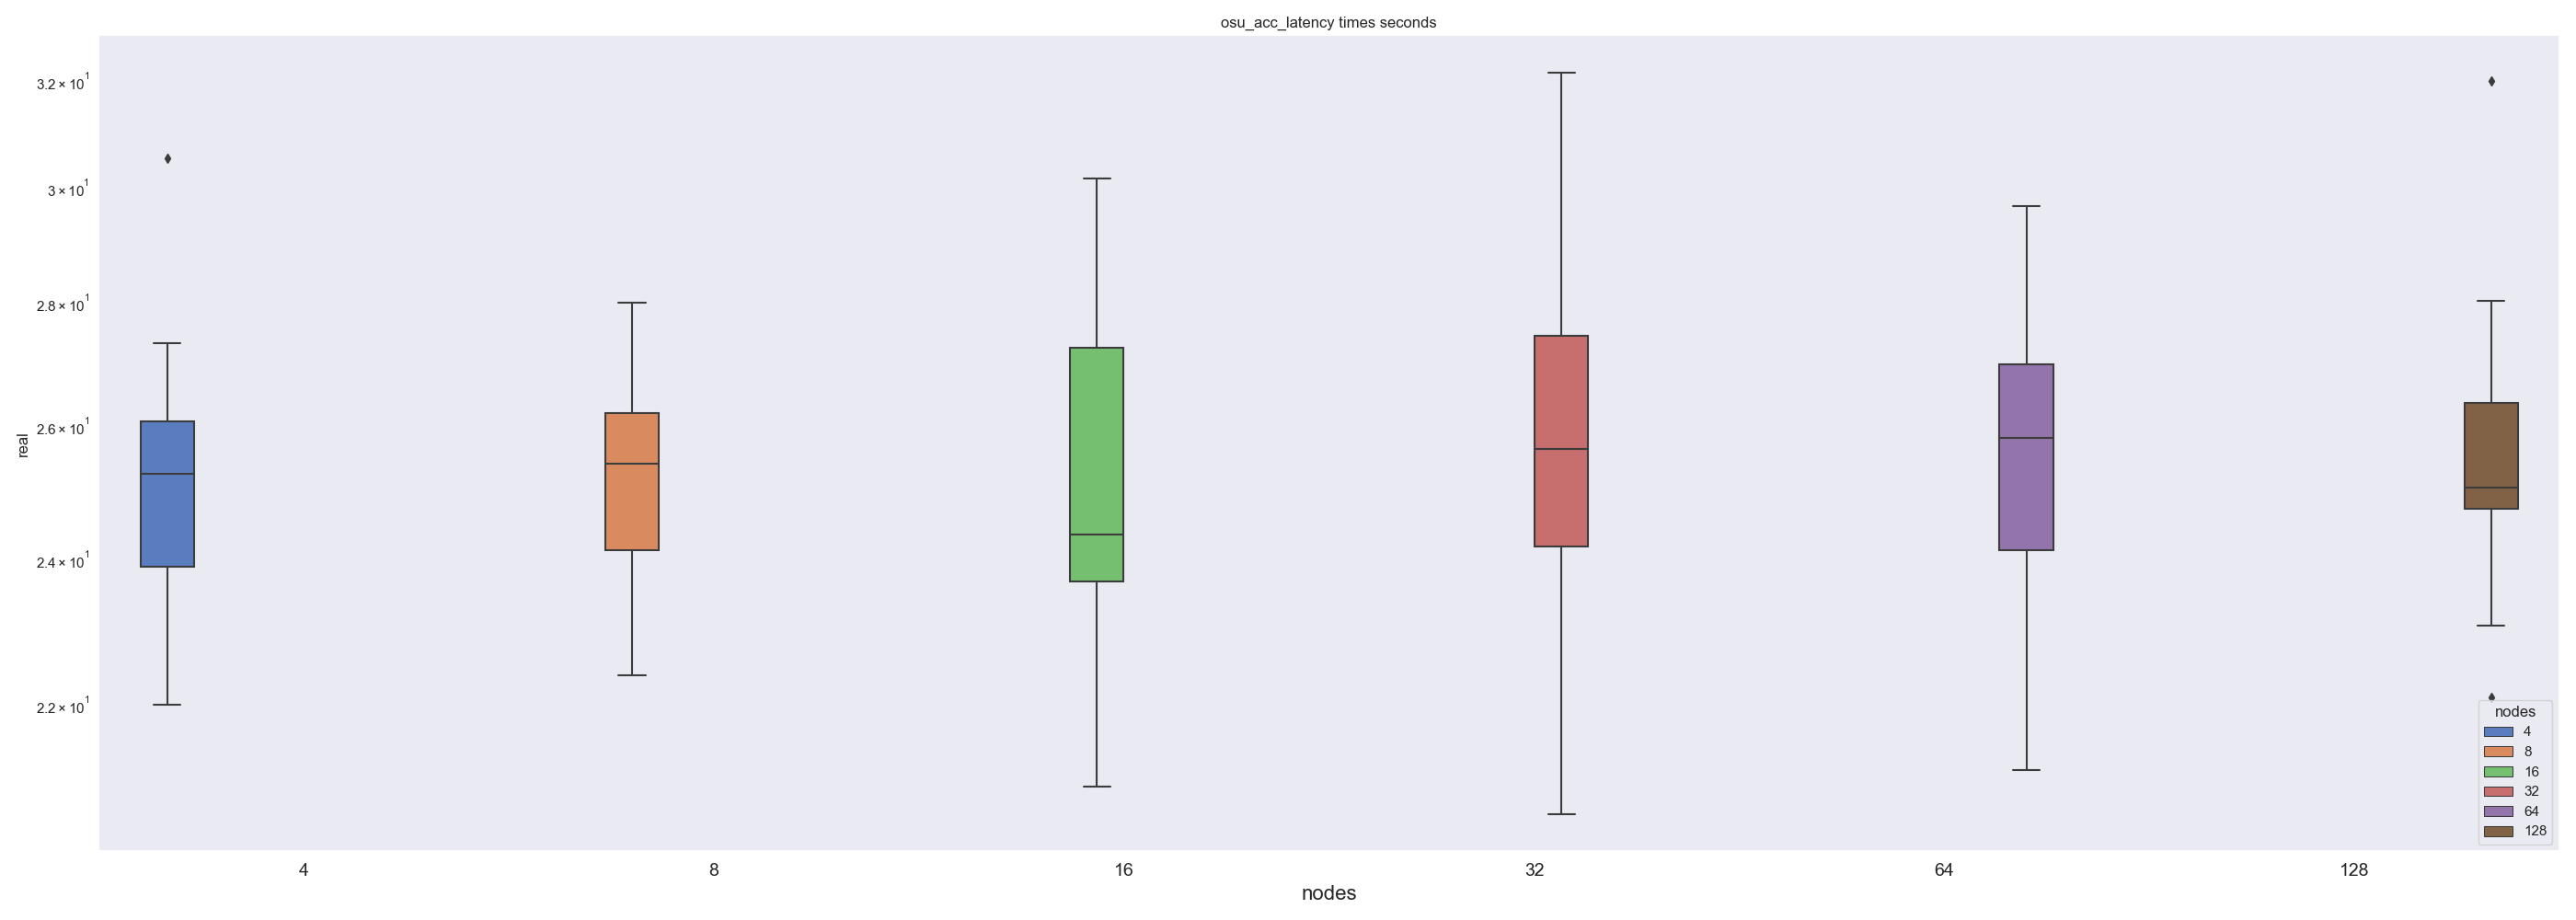 osu_acc_latency times seconds
3.2 × 10¹
3 × 10¹
2.8 × 10¹
2.6 × 10¹
2.4 × 10¹
2.2 × 10¹
real
nodes
4
8
16
32
64
128
4 8 16 32 64 128
nodes